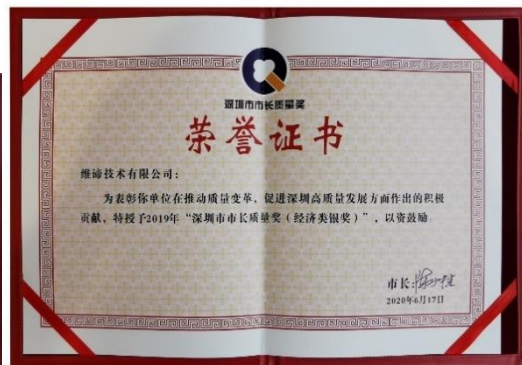 深圳市市长质量奖
荣誉证书
维谛技术有限公司：
为表彰你单位在推动质量变革、促进深圳高质量发展方面作出的积极
贡献，特授予2019年“深圳市市长质量奖（经济类银奖）”，以资鼓励
市长：
2020年6月17日